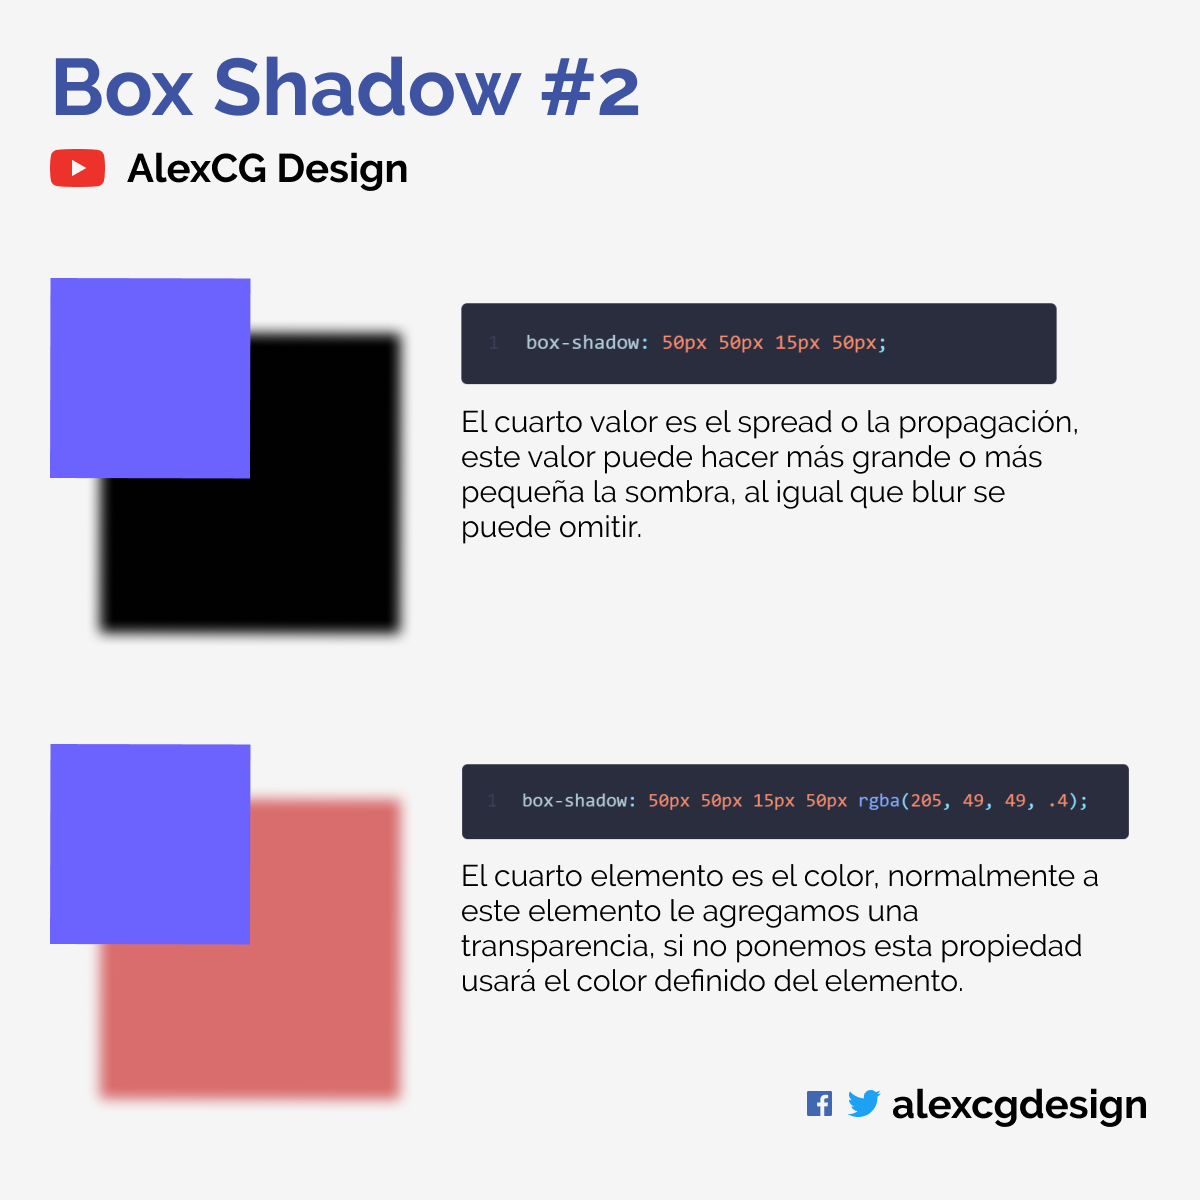 Box Shadow #2
AlexCG Design
1 box-shadow: 50px 50px 15px 50px;
El cuarto valor es el spread o la propagación,
este valor puede hacer más grande o más
pequeña la sombra, al igual que blur se
puede omitir.
1 box-shadow: 50px 50px 15px 50px rgba(205, 49, 49, .4);
El cuarto elemento es el color, normalmente a
este elemento le agregamos una
transparencia, si no ponemos esta propiedad
usará el color definido del elemento.
alexcgdesign